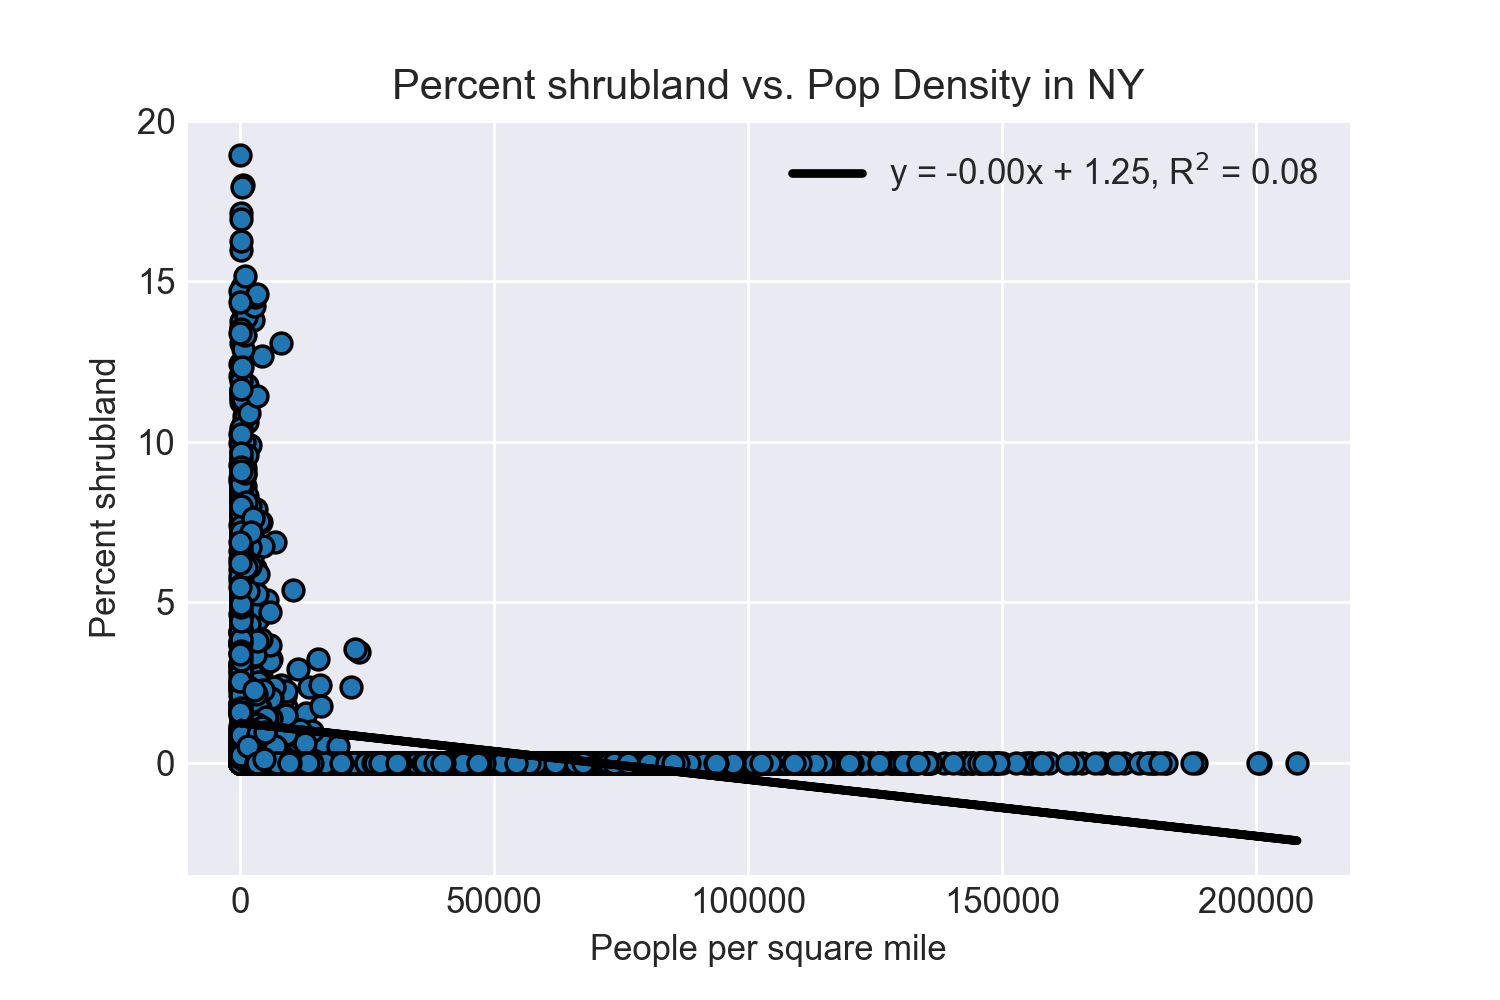 Percent shrubland vs. Pop Density in NY
y = -0.00x + 1.25, R² = 0.08
Percent shrubland
20
15
10
5
0
0
50000
100000
150000
200000
People per square mile